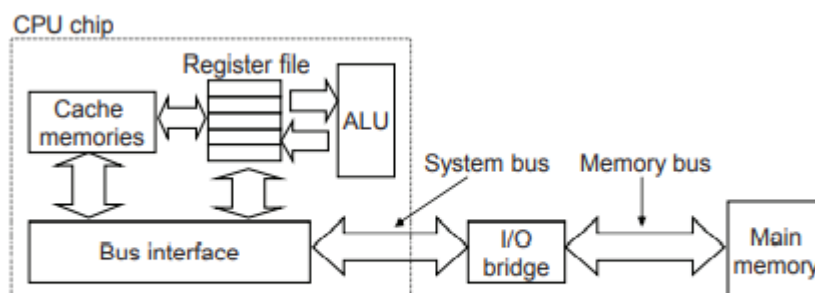 CPU chip
Register file
Cache
memories
ALU
System bus
Memory bus
Bus interface
I/O
bridge
Main
memory